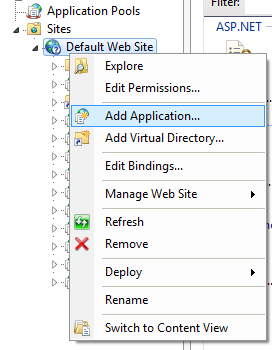 Application Pools
Filter:
Sites
ASP.NET
Default Web Site
Explore
Edit Permissions...
Add Application...
Add Virtual Directory...
Edit Bindings...
Manage Web Site
Refresh
Remove
Deploy
Rename
Switch to Content View